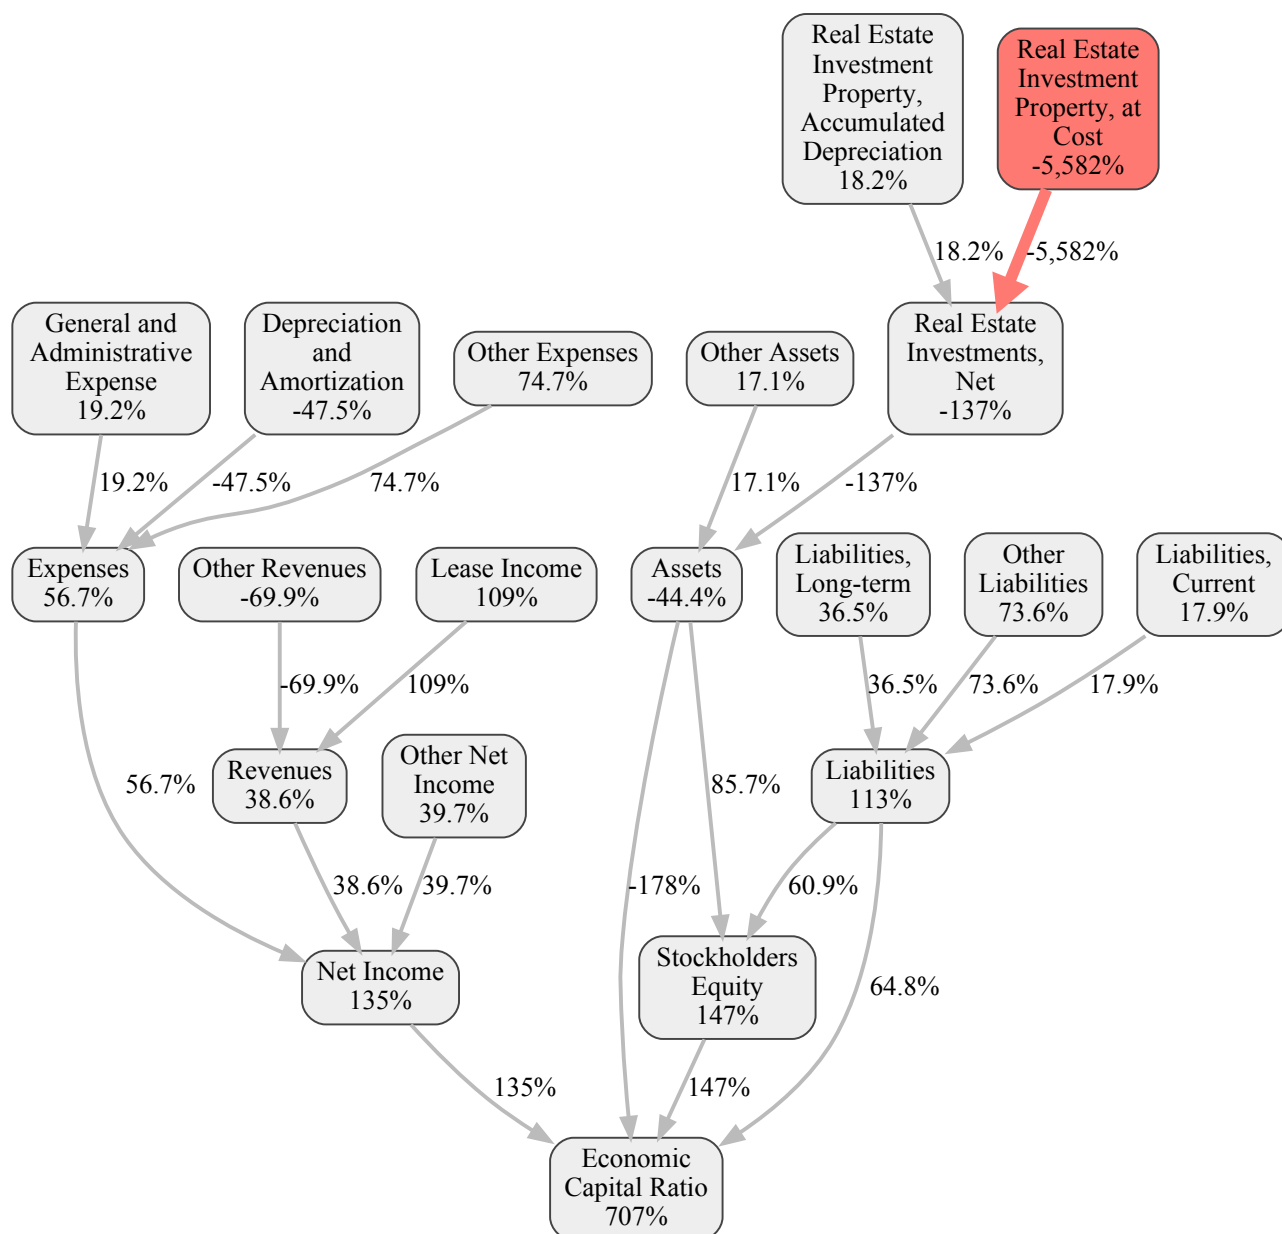 Real Estate
Investment
Property,
Accumulated
Depreciation
18.2%
Real Estate
Investment
Property, at
Cost
-5,582%
18.2%
-5,582%
General and
Administrative
Expense
19.2%
Depreciation
and
Amortization
-47.5%
Other Expenses
74.7%
Other Assets
17.1%
Real Estate
Investments,
Net
-137%
19.2%
-47.5%
74.7%
17.1%
-137%
Expenses
56.7%
Other Revenues
-69.9%
Lease Income
109%
Assets
-44.4%
Liabilities,
Long-term
36.5%
Other
Liabilities
73.6%
Liabilities,
Current
17.9%
-69.9%
109%
36.5%
73.6%
17.9%
56.7%
Revenues
38.6%
Other Net
Income
39.7%
85.7%
Liabilities
113%
38.6%
39.7%
-178%
60.9%
64.8%
Net Income
135%
Stockholders
Equity
147%
135%
147%
Economic
Capital Ratio
707%